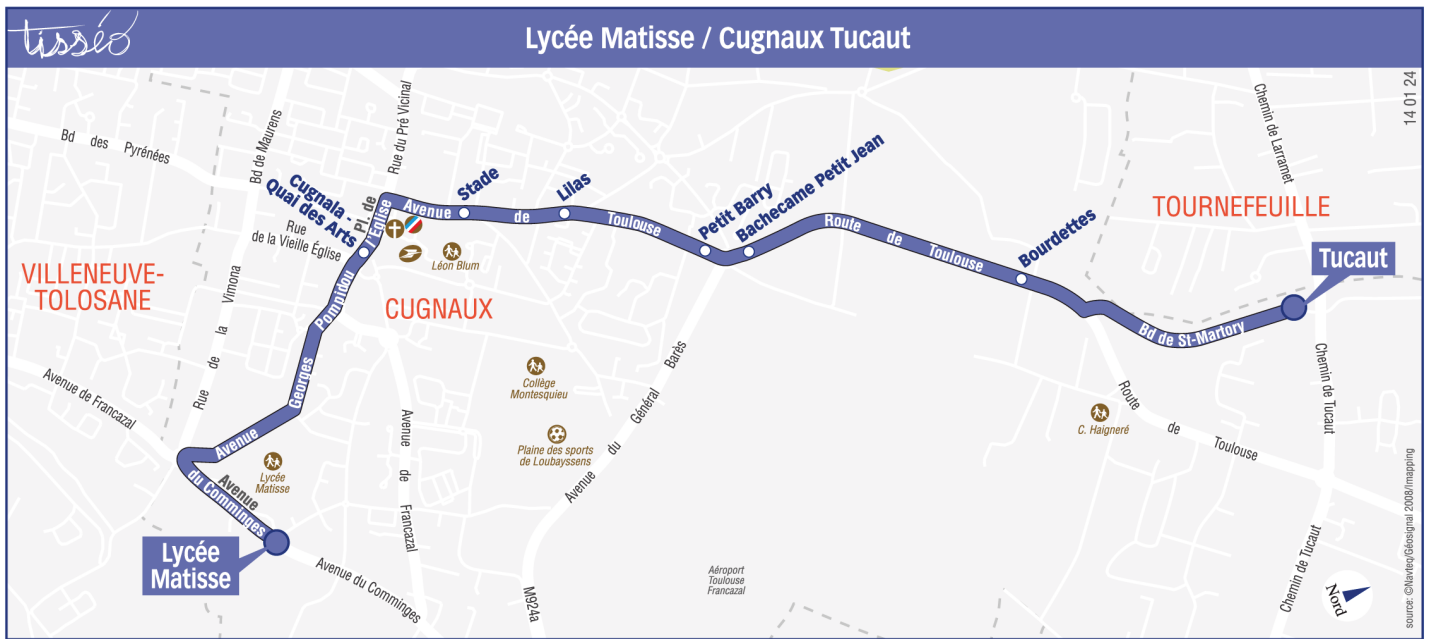 tisséo
Lycée Matisse / Cugnaux Tucaut
14 01 24
Bd des Pyrénées
Bd de Maurens
Rue du Pré Vicinal
Chemin de Larramet
Cugnala -
Quai des Arts
Pl. de
l'Église
Rue
de la Vieille Église
Avenue de Toulouse
Stade
Lilas
Petit Barry
Bachecame Petit Jean
Route de Toulouse
Bourdettes
TOURNEFEUILLE
Tucaut
Léon Blum
VILLENEUVE-
TOLOSANE
CUGNAUX
Rue de la Vimona
Avenue Georges Pompidou
Bd de St-Martory
Chemin de Tucaut
Avenue de Francazal
Collège
Montesquieu
Plaine des sports
de Loubayssens
Avenue du Général Barès
C. Haigneré
Route de Toulouse
Avenue de Francazal
Lycée
Matisse
Avenue
du Comminges
Lycée
Matisse
Avenue du Comminges
M924a
Aéroport
Toulouse
Francazal
Chemin de Tucaut
Nord
source: ©Navteq/Géosignal 2008/Imapping